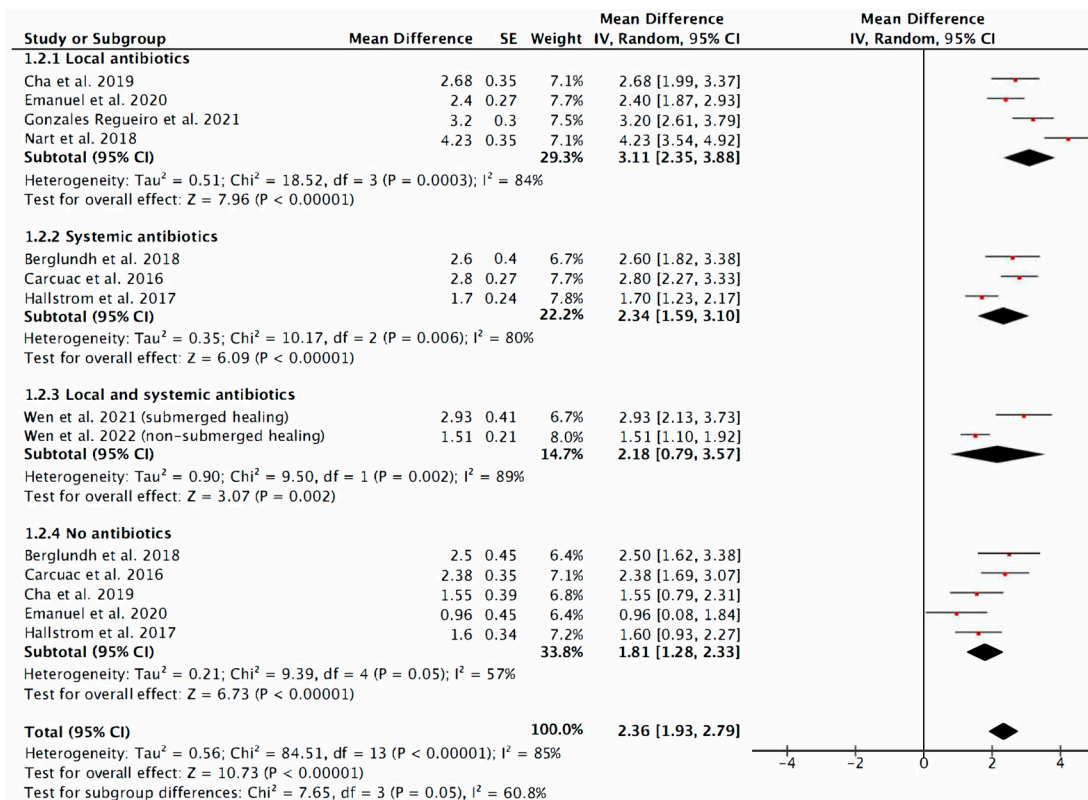 Mean Difference Mean Difference
Study or Subgroup Mean Difference SE Weight IV, Random, 95% CI IV, Random, 95% CI
1.2.1 Local antibiotics
Cha et al. 2019 2.68 0.35 7.1% 2.68 [1.99, 3.37]
Emanuel et al. 2020 2.4 0.27 7.7% 2.40 [1.87, 2.93]
Gonzales Regueiro et al. 2021 3.2 0.3 7.5% 3.20 [2.61, 3.79]
Nart et al. 2018 4.23 0.35 7.1% 4.23 [3.54, 4.92]
Subtotal (95% CI) 29.3% 3.11 [2.35, 3.88]
Heterogeneity: Tau² = 0.51; Chi² = 18.52, df = 3 (P = 0.0003); I² = 84%
Test for overall effect: Z = 7.96 (P < 0.00001)
1.2.2 Systemic antibiotics
Berglundh et al. 2018 2.6 0.4 6.7% 2.60 [1.82, 3.38]
Carcuac et al. 2016 2.8 0.27 7.7% 2.80 [2.27, 3.33]
Hallstrom et al. 2017 1.7 0.24 7.8% 1.70 [1.23, 2.17]
Subtotal (95% CI) 22.2% 2.34 [1.59, 3.10]
Heterogeneity: Tau² = 0.35; Chi² = 10.17, df = 2 (P = 0.006); I² = 80%
Test for overall effect: Z = 6.09 (P < 0.00001)
1.2.3 Local and systemic antibiotics
Wen et al. 2021 (submerged healing) 2.93 0.41 6.7% 2.93 [2.13, 3.73]
Wen et al. 2022 (non-submerged healing) 1.51 0.21 8.0% 1.51 [1.10, 1.92]
Subtotal (95% CI) 14.7% 2.18 [0.79, 3.57]
Heterogeneity: Tau² = 0.90; Chi² = 9.50, df = 1 (P = 0.002); I² = 89%
Test for overall effect: Z = 3.07 (P = 0.002)
1.2.4 No antibiotics
Berglundh et al. 2018 2.5 0.45 6.4% 2.50 [1.62, 3.38]
Carcuac et al. 2016 2.38 0.35 7.1% 2.38 [1.69, 3.07]
Cha et al. 2019 1.55 0.39 6.8% 1.55 [0.79, 2.31]
Emanuel et al. 2020 0.96 0.45 6.4% 0.96 [0.08, 1.84]
Hallstrom et al. 2017 1.6 0.34 7.2% 1.60 [0.93, 2.27]
Subtotal (95% CI) 33.8% 1.81 [1.28, 2.33]
Heterogeneity: Tau² = 0.21; Chi² = 9.39, df = 4 (P = 0.05); I² = 57%
Test for overall effect: Z = 6.73 (P < 0.00001)
Total (95% CI) 100.0% 2.36 [1.93, 2.79]
Heterogeneity: Tau² = 0.56; Chi² = 84.51, df = 13 (P < 0.00001); I² = 85%
Test for overall effect: Z = 10.73 (P < 0.00001)
Test for subgroup differences: Chi² = 7.65, df = 3 (P = 0.05), I² = 60.8%
-4 -2 0 2 4